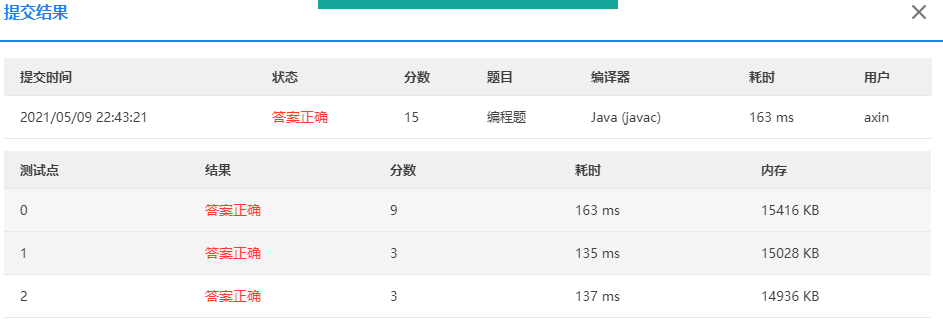 提交结果
提交时间 状态 分数 题目 编译器 耗时 用户
2021/05/09 22:43:21 答案正确 15 编程题 Java (javac) 163 ms axin
测试点 结果 分数 耗时 内存
0 答案正确 9 163 ms 15416 KB
1 答案正确 3 135 ms 15028 KB
2 答案正确 3 137 ms 14936 KB